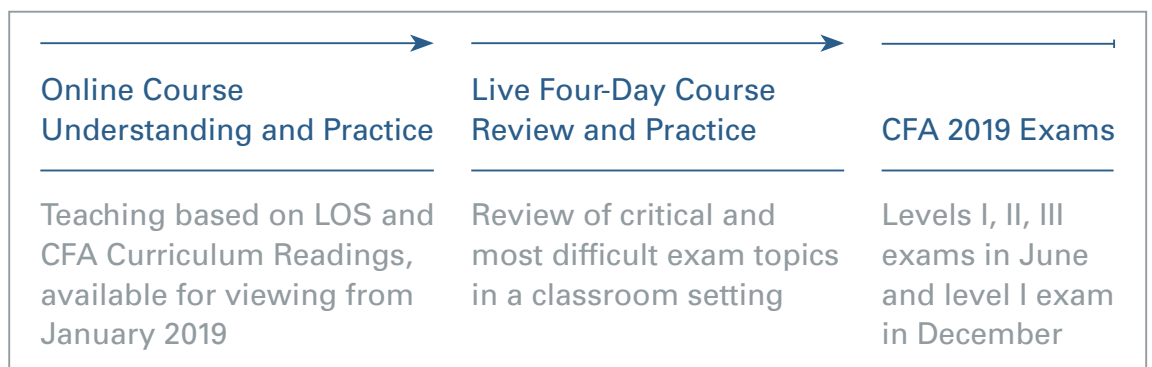 Online Course
Understanding and Practice
Teaching based on LOS and
CFA Curriculum Readings,
available for viewing from
January 2019
Live Four-Day Course
Review and Practice
Review of critical and
most difficult exam topics
in a classroom setting
CFA 2019 Exams
Levels I, II, III
exams in June
and level I exam
in December